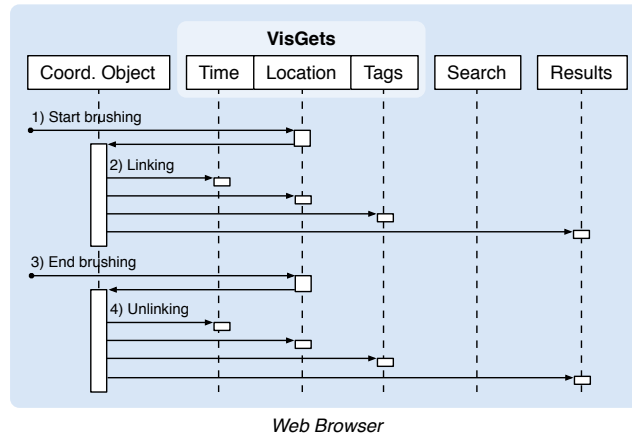 VisGets
Coord. Object
Time
Location
Tags
Search
Results
1) Start brushing
2) Linking
3) End brushing
4) Unlinking
Web Browser